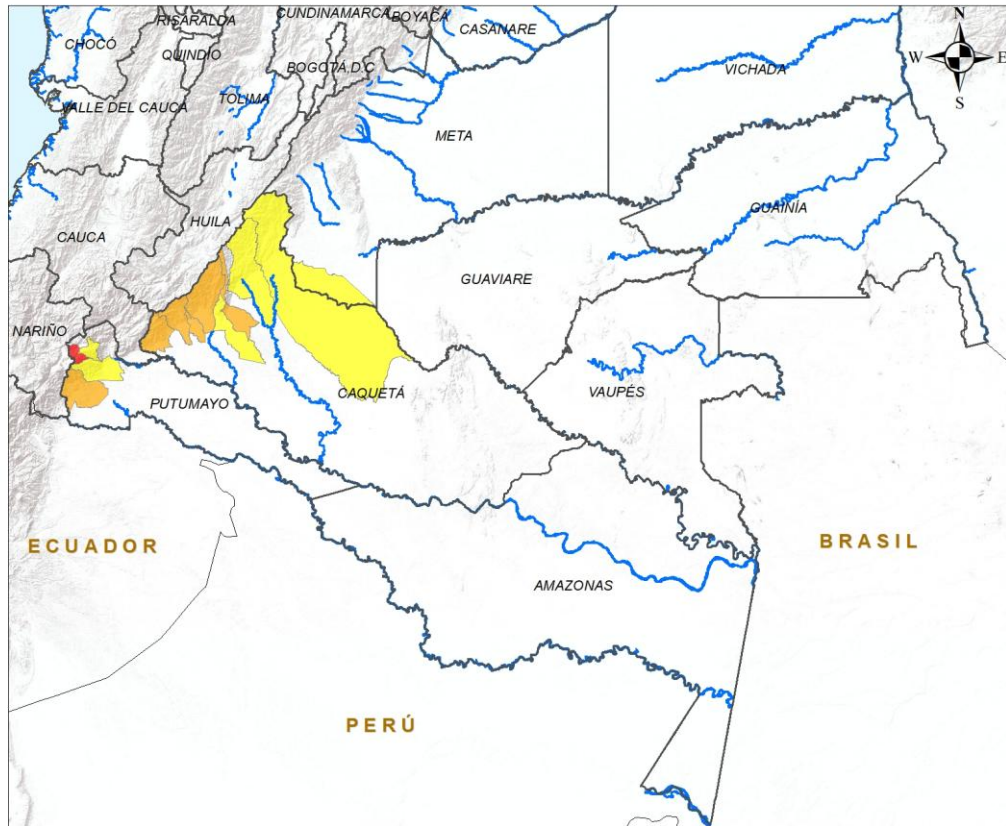 CUNDINAMARCA
BOYACÁ
RISARALDA
CASANARE
N
CHOCÓ
QUINDÍO
BOGOTÁ D.C
W
E
VICHADA
S
VALLE DEL CAUCA
TOLIMA
META
GUAINÍA
HUILA
CAUCA
GUAVIARE
NARIÑO
CAQUETÁ
VAUPÉS
PUTUMAYO
ECUADOR
BRASIL
AMAZONAS
PERÚ